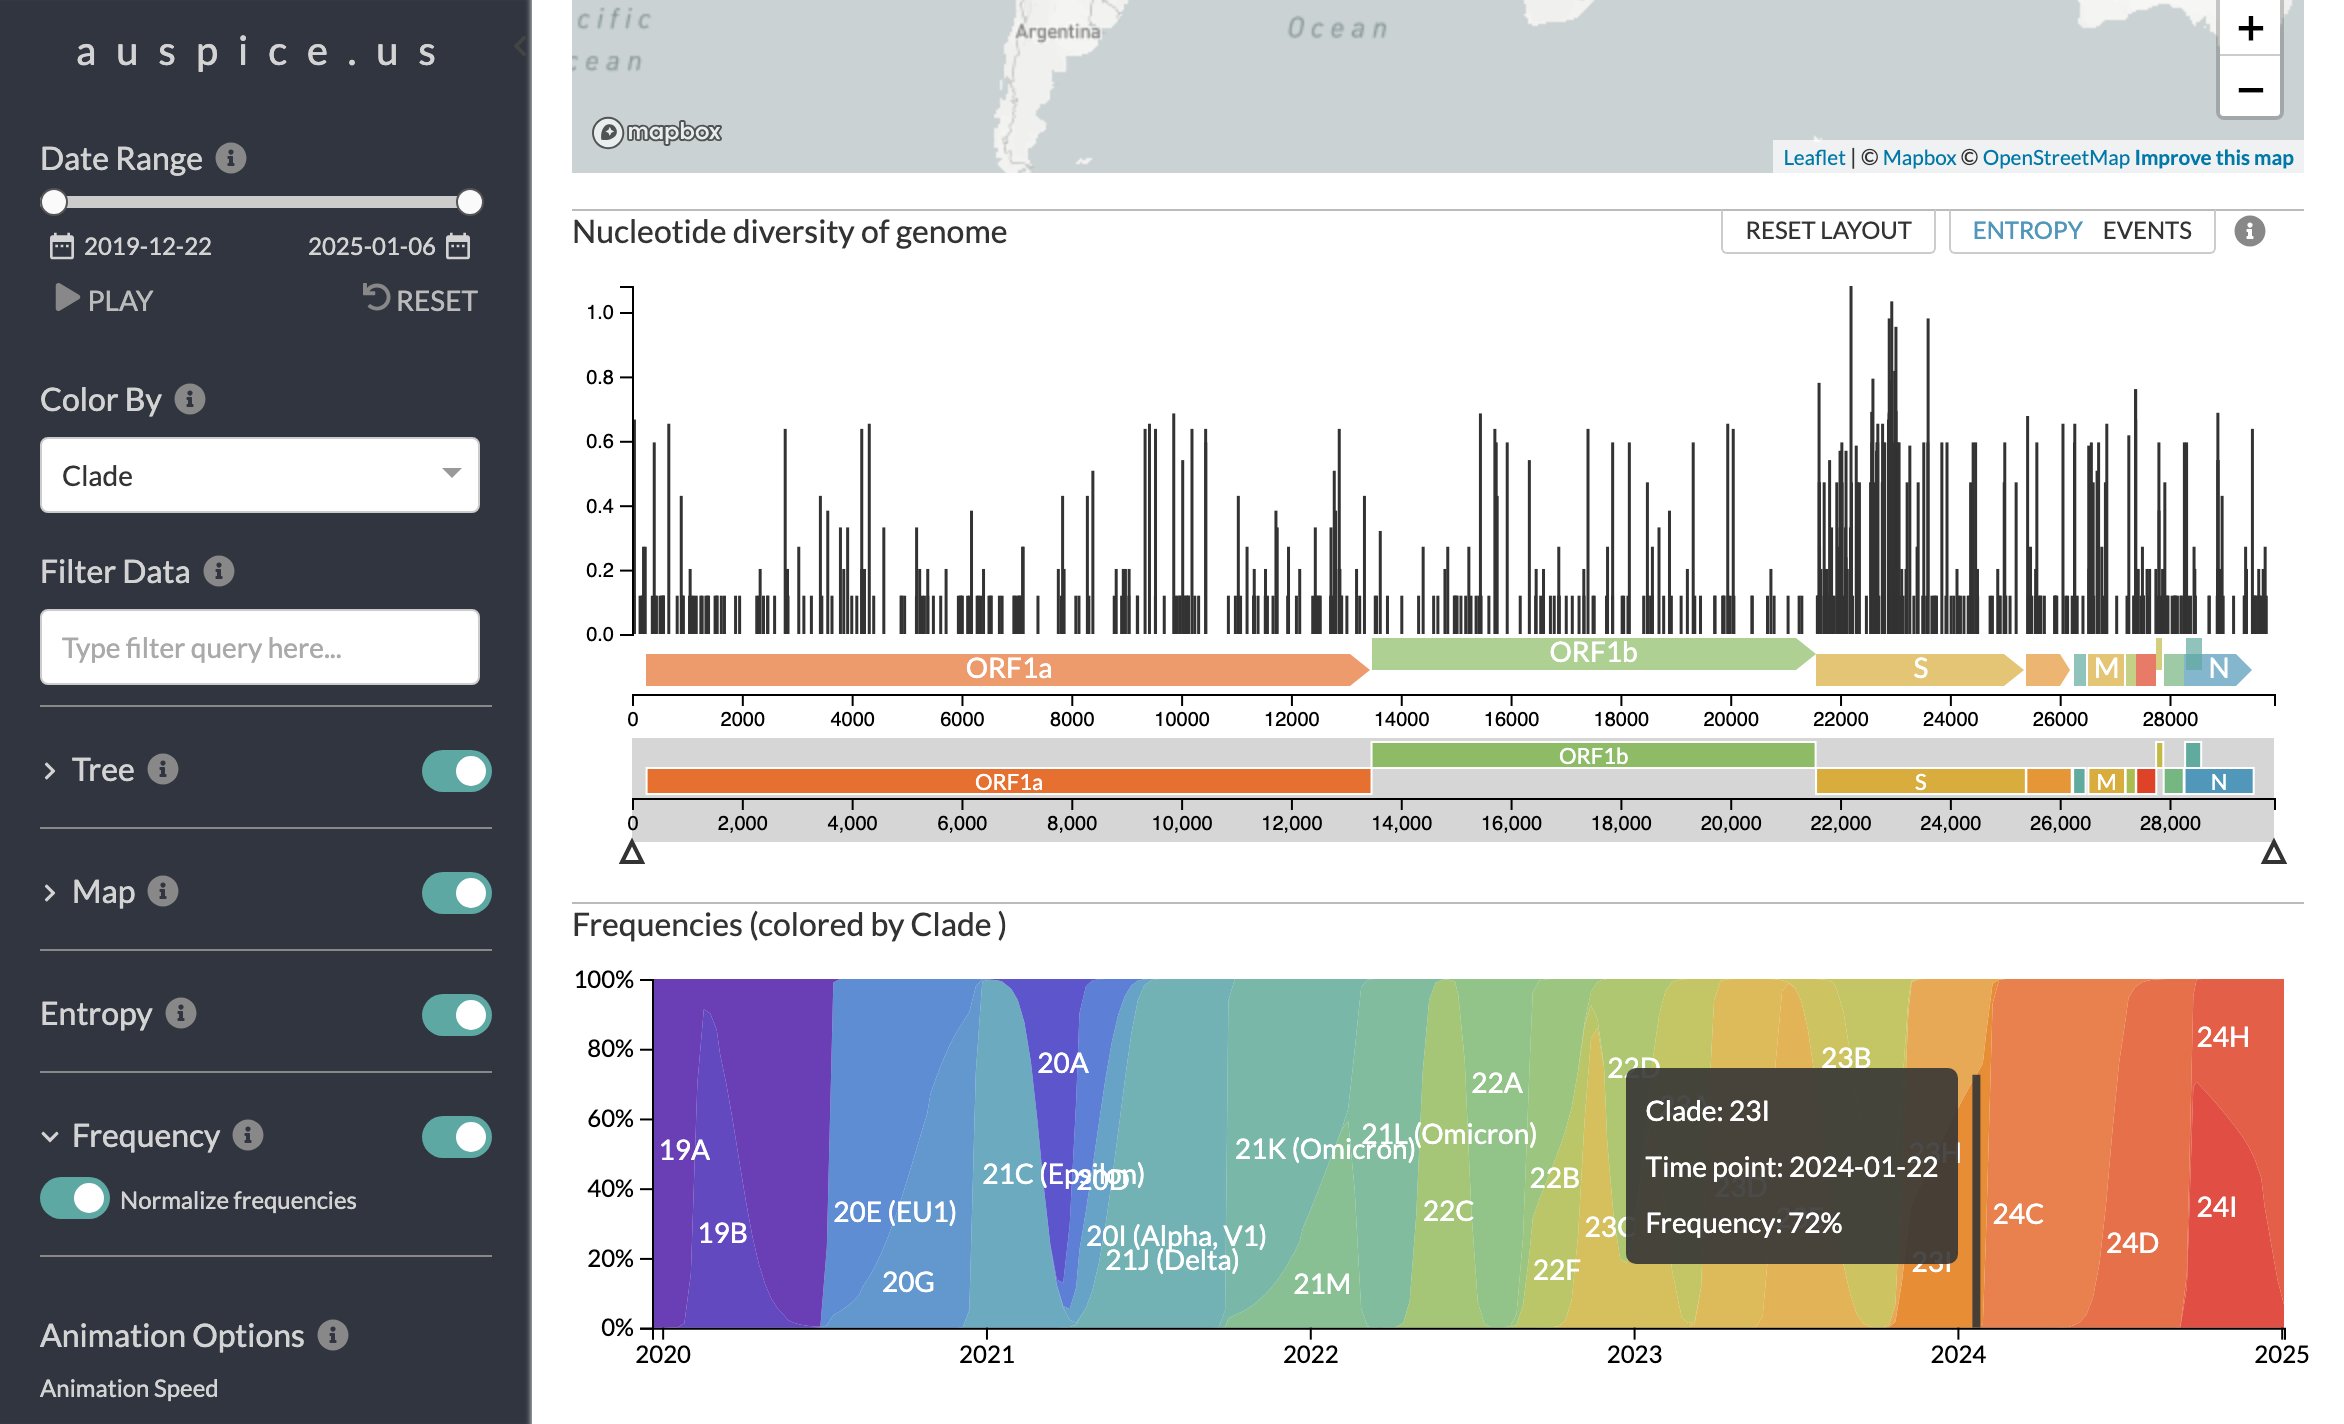 auspice.us
Date Range
2019-12-22 2025-01-06
PLAY RESET
Color By
Clade
Filter Data
Type filter query here...
Tree
Map
Entropy
Frequency
Normalize frequencies
Animation Options
Animation Speed
cific
cean
Argentina
Ocean
+
−
mapbox
Leaflet | © Mapbox © OpenStreetMap Improve this map
Nucleotide diversity of genome
RESET LAYOUT ENTROPY EVENTS
1.0
0.8
0.6
0.4
0.2
0.0
ORF1a ORF1b S M N
0 2000 4000 6000 8000 10000 12000 14000 16000 18000 20000 22000 24000 26000 28000
ORF1b
ORF1a S M N
0 2,000 4,000 6,000 8,000 10,000 12,000 14,000 16,000 18,000 20,000 22,000 24,000 26,000 28,000
Frequencies (colored by Clade )
100%
80%
60%
40%
20%
0%
19A
19B
20E (EU1)
20G
21C (Epsilon)
20A
20D
20I (Alpha, V1)
21J (Delta)
21K (Omicron)
21M
21L (Omicron)
22C
22A
22B
22F
23C
22D
23D
23B
23H
23I
24C
24D
24H
24I
Clade: 23I
Time point: 2024-01-22
Frequency: 72%
2020 2021 2022 2023 2024 2025